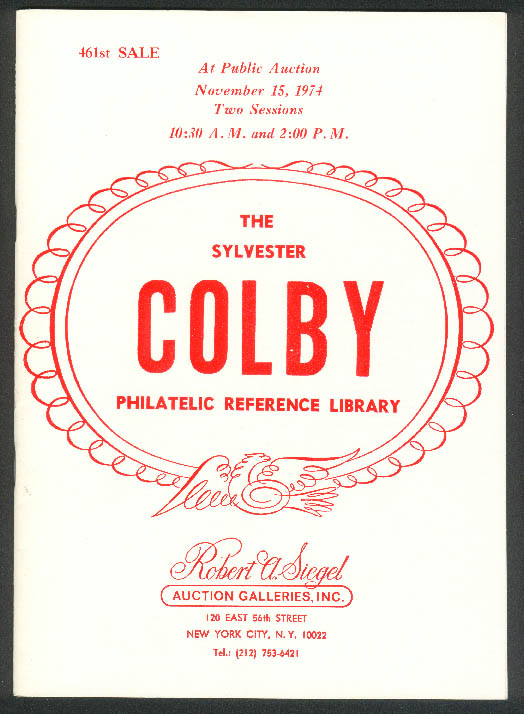 461st SALE
At Public Auction
November 15, 1974
Two Sessions
10:30 A. M. and 2:00 P. M.
THE
SYLVESTER
COLBY
PHILATELIC REFERENCE LIBRARY
Robert A. Siegel
AUCTION GALLERIES, INC.
120 EAST 56th STREET
NEW YORK CITY, N. Y. 10022
Tel.: (212) 753-6421